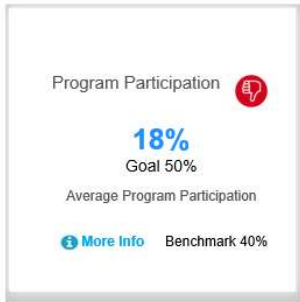 Program Participation
18%
Goal 50%
Average Program Participation
More Info Benchmark 40%